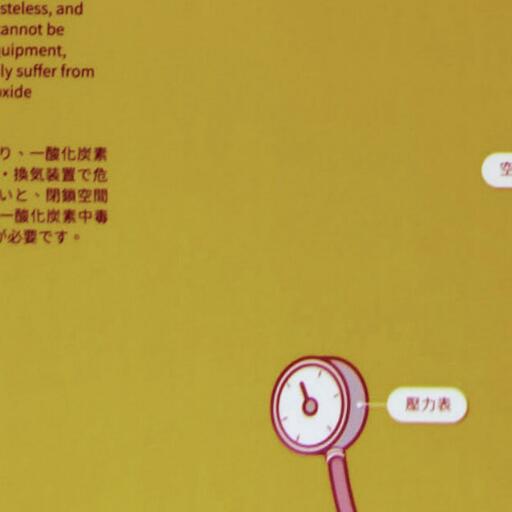 steless, and
annot be
uipment,
ly suffer from
oxide
り、一酸化炭素
・換気装置で危
いと、閉鎖空間
一酸化炭素中毒
が必要です。
空
壓力表